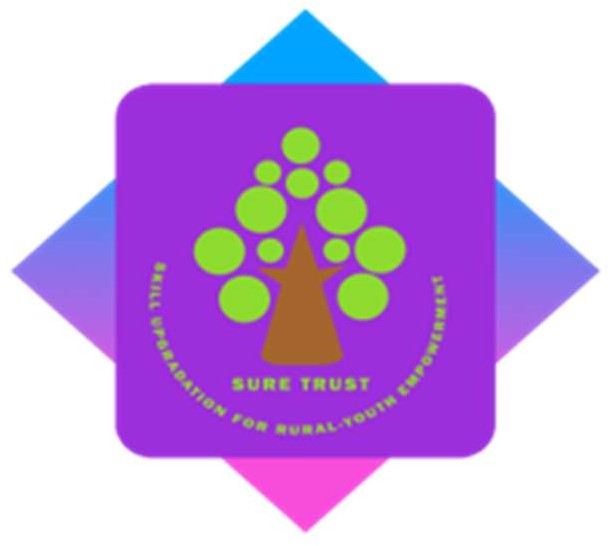 SURE TRUST
SKILL UPGRADATION FOR RURAL-YOUTH EMPOWERMENT